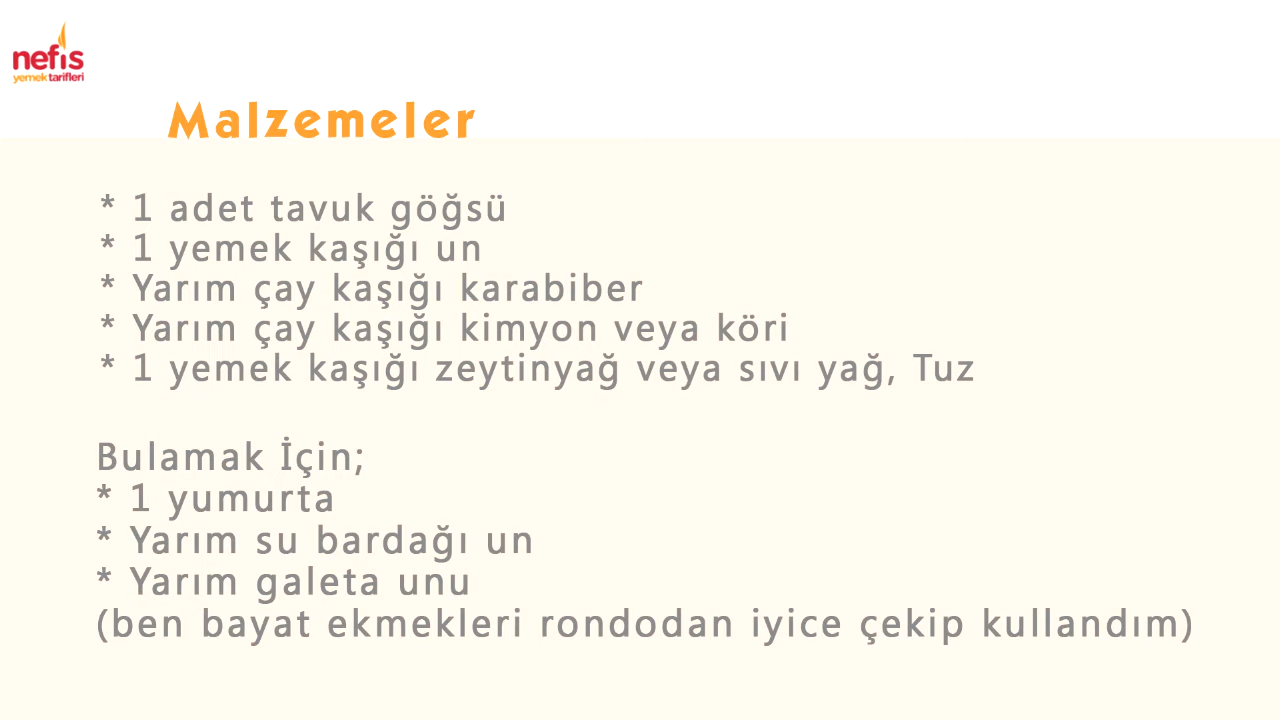 nefis
yemek tarifleri
Malzemeler
* 1 adet tavuk göğsü
* 1 yemek kaşığı un
* Yarım çay kaşığı karabiber
* Yarım çay kaşığı kimyon veya köri
* 1 yemek kaşığı zeytinyağ veya sıvı yağ, Tuz
Bulamak İçin;
* 1 yumurta
* Yarım su bardağı un
* Yarım galeta unu
(ben bayat ekmekleri rondodan iyice çekip kullandım)